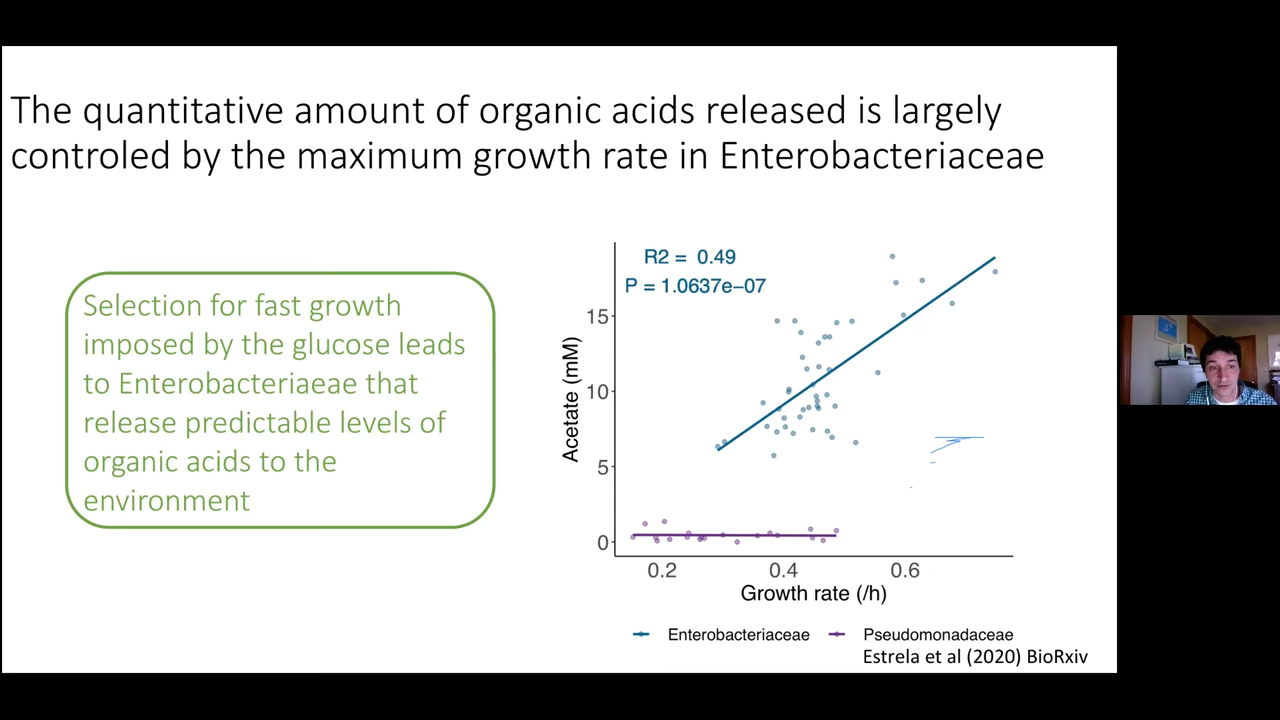 The quantitative amount of organic acids released is largely
controled by the maximum growth rate in Enterobacteriaceae
Selection for fast growth
imposed by the glucose leads
to Enterobacteriaeae that
release predictable levels of
organic acids to the
environment
R2 = 0.49
P = 1.0637e−07
Acetate (mM)
15
10
5
0
0.2 0.4 0.6
Growth rate (/h)
Enterobacteriaceae Pseudomonadaceae
Estrela et al (2020) BioRxiv